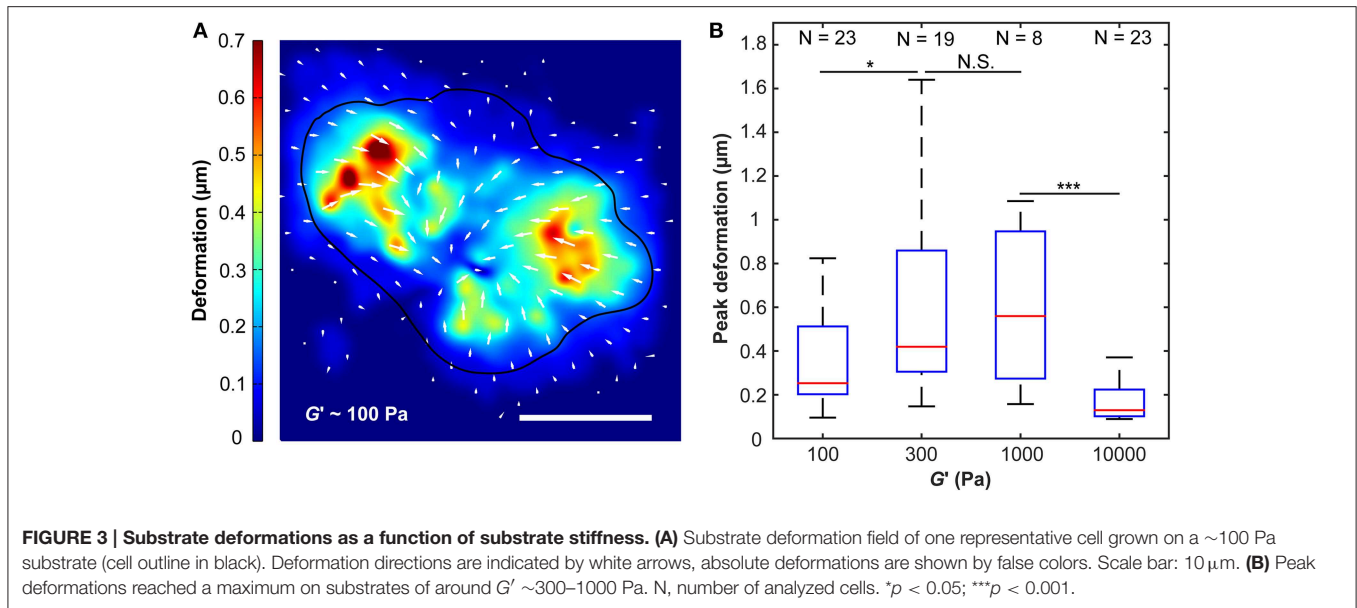 A
0.7
0.6
0.5
0.4
0.3
0.2
0.1
0
Deformation (µm)
G' ~ 100 Pa
B
N = 23 N = 19 N = 8 N = 23
* N.S.
***
1.8
1.6
1.4
1.2
1
0.8
0.6
0.4
0.2
0
Peak deformation (µm)
100 300 1000 10000
G' (Pa)
FIGURE 3 | Substrate deformations as a function of substrate stiffness. (A) Substrate deformation field of one representative cell grown on a ~100 Pa
substrate (cell outline in black). Deformation directions are indicated by white arrows, absolute deformations are shown by false colors. Scale bar: 10 µm. (B) Peak
deformations reached a maximum on substrates of around G' ~300–1000 Pa. N, number of analyzed cells. *p < 0.05; ***p < 0.001.